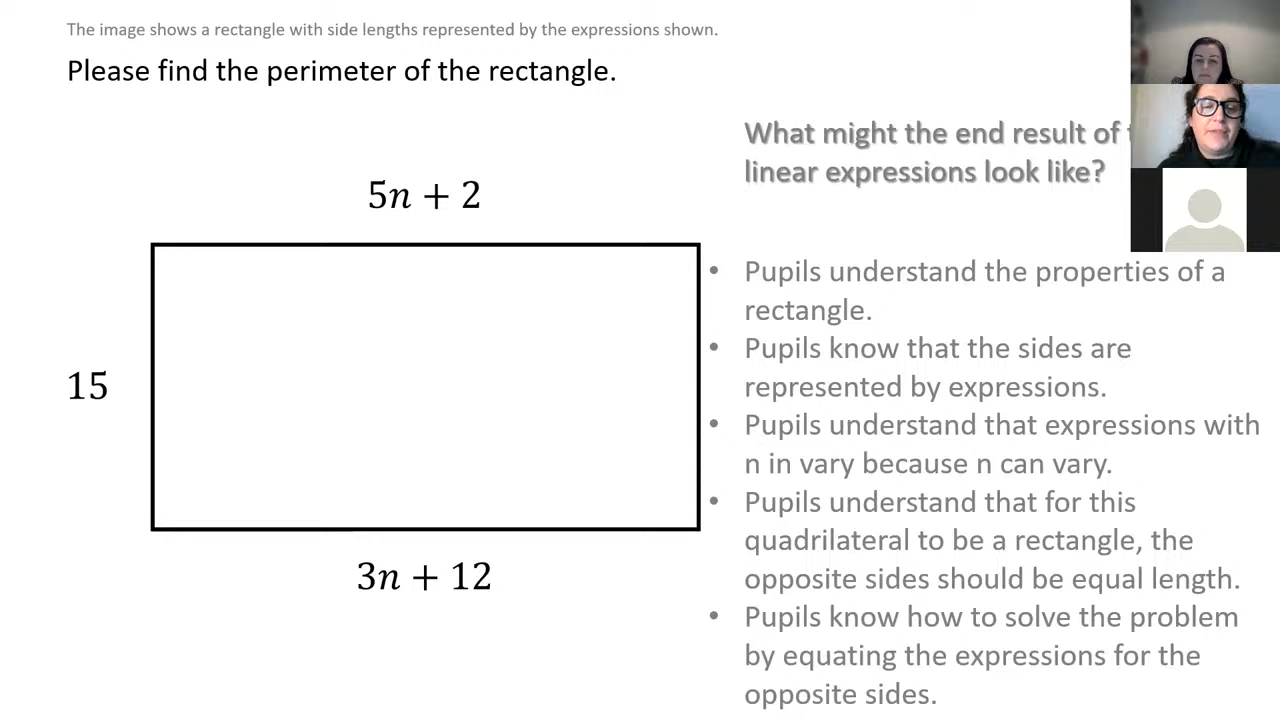 The image shows a rectangle with side lengths represented by the expressions shown.
Please find the perimeter of the rectangle.
5n + 2
15
3n + 12
What might the end result of
linear expressions look like?
• Pupils understand the properties of a
rectangle.
• Pupils know that the sides are
represented by expressions.
• Pupils understand that expressions with
n in vary because n can vary.
• Pupils understand that for this
quadrilateral to be a rectangle, the
opposite sides should be equal length.
• Pupils know how to solve the problem
by equating the expressions for the
opposite sides.